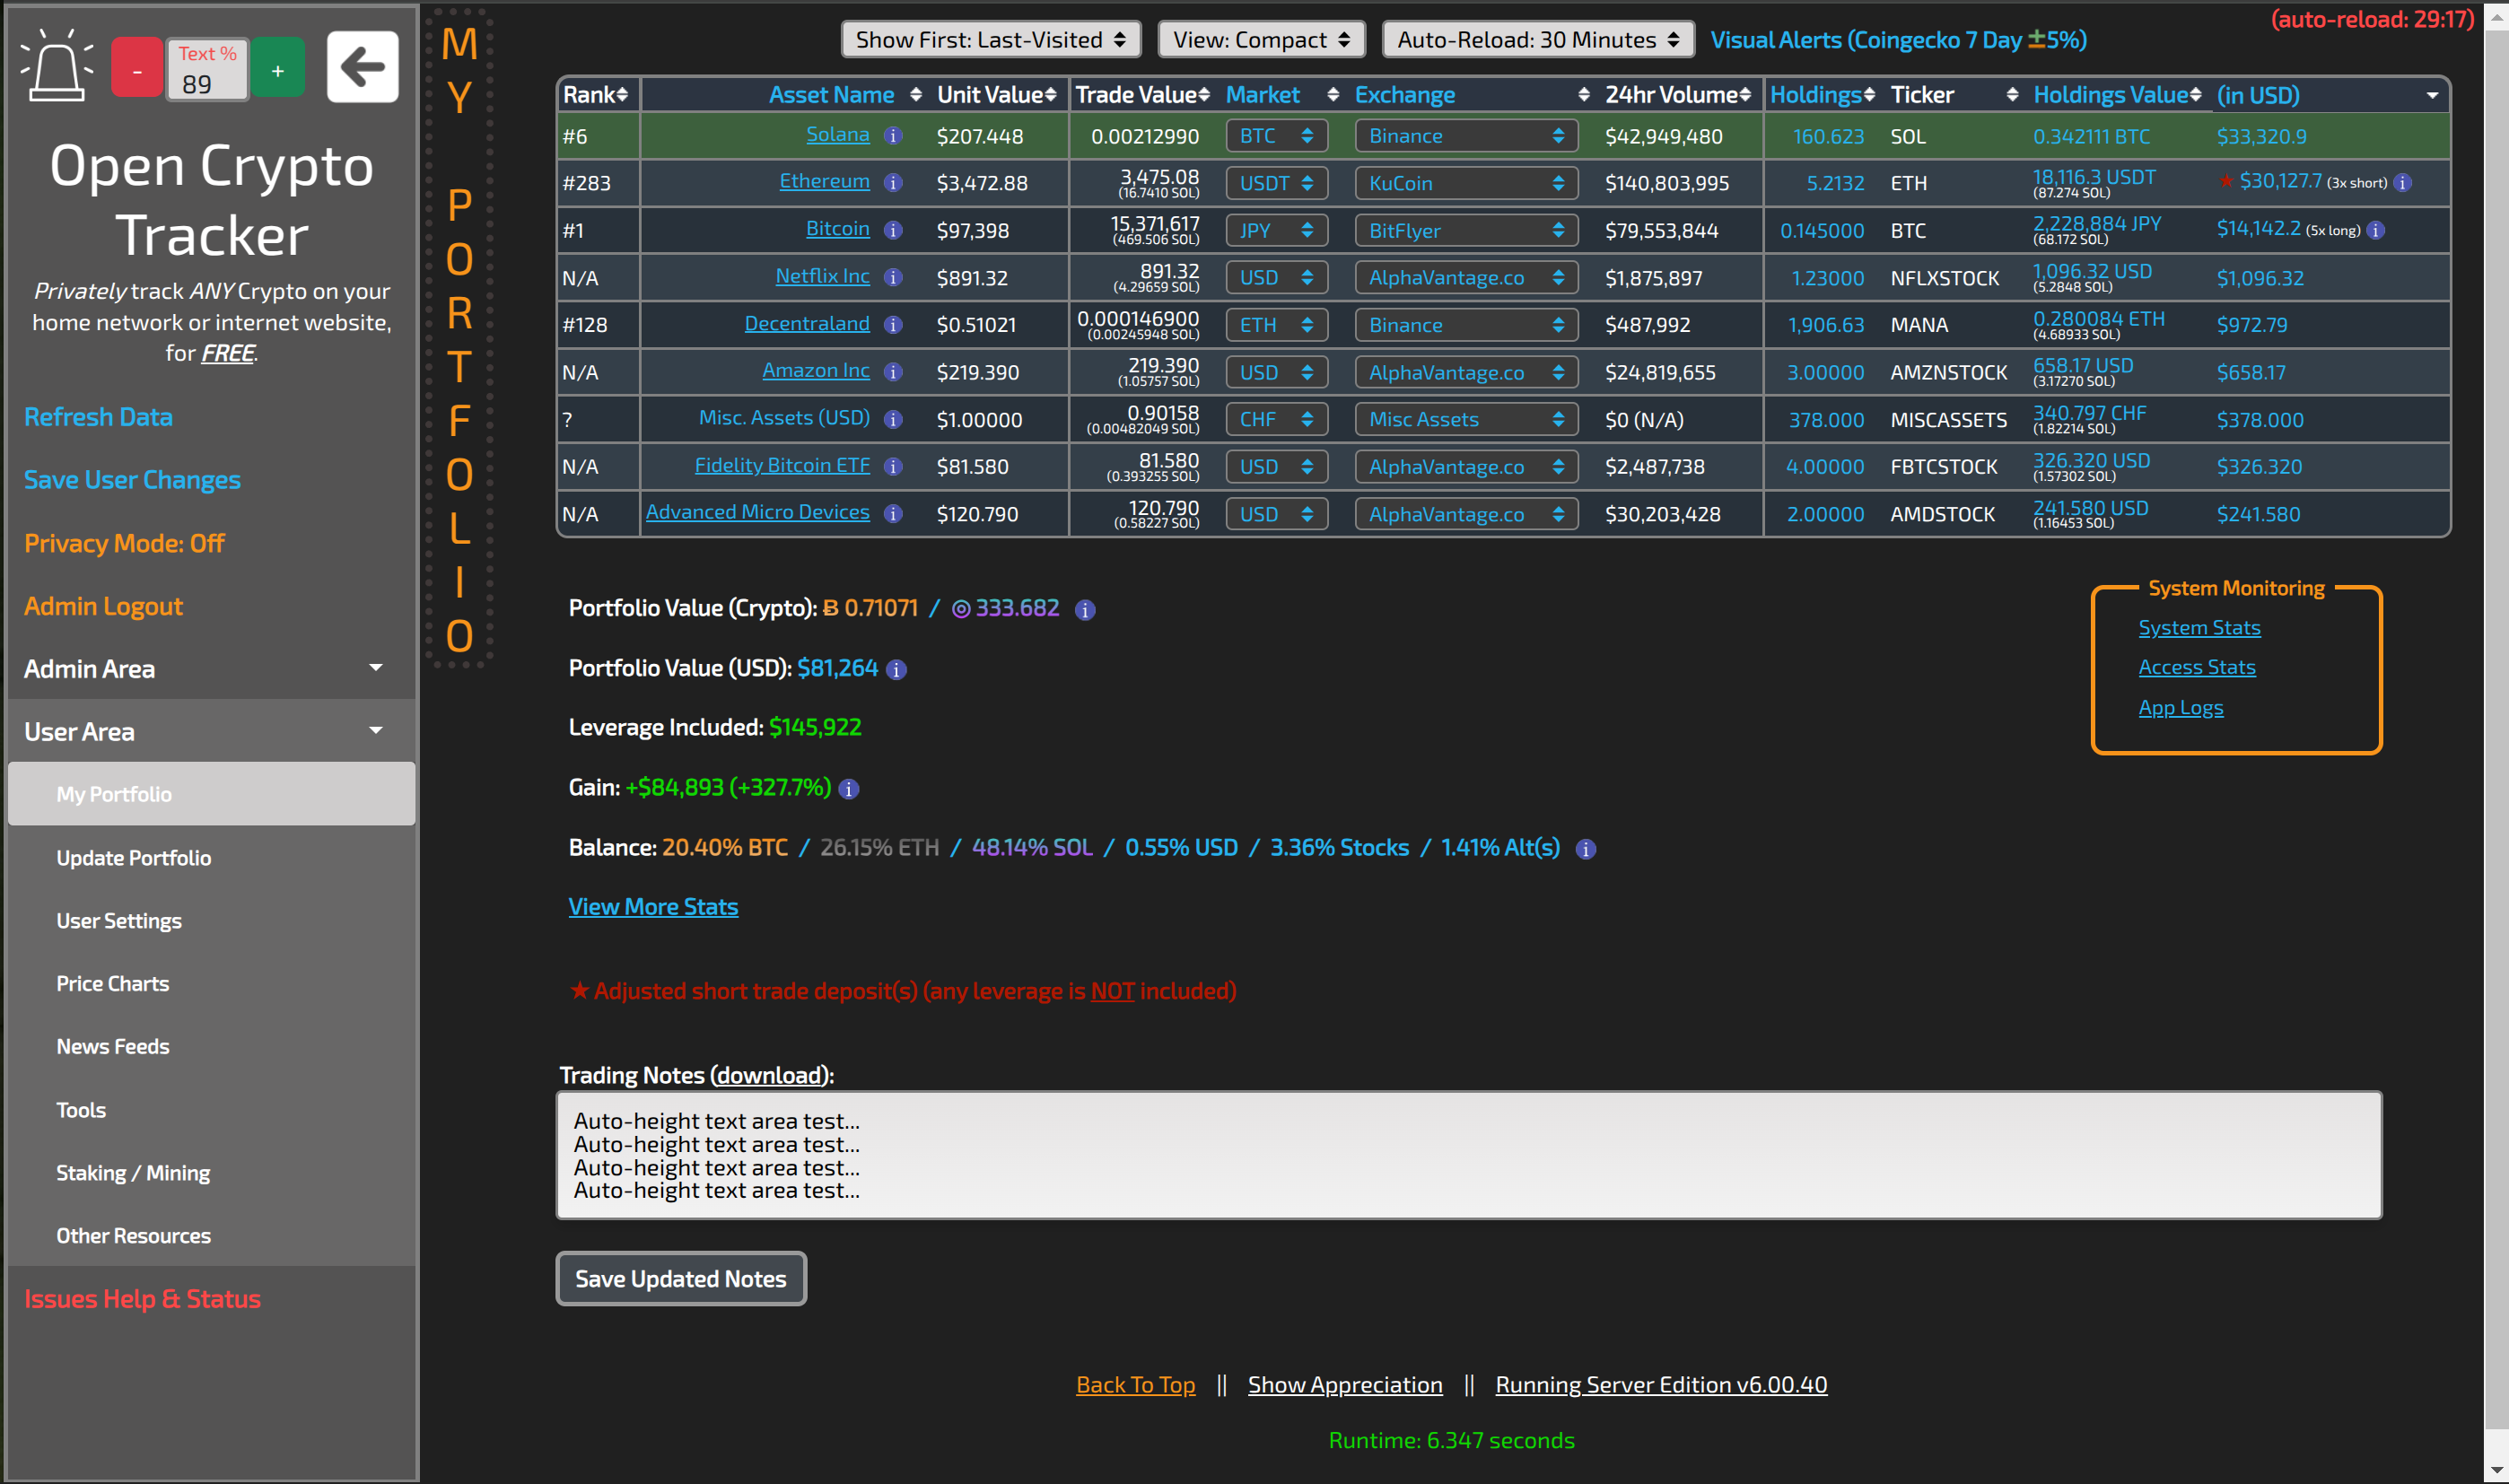 (auto-reload: 29:17)
- Text % 89 +
Open Crypto
Tracker
Privately track ANY Crypto on your
home network or internet website,
for FREE.
Refresh Data
Save User Changes
Privacy Mode: Off
Admin Logout
Admin Area
User Area
My Portfolio
Update Portfolio
User Settings
Price Charts
News Feeds
Tools
Staking / Mining
Other Resources
Issues Help & Status
MY PORTFOLIO
Show First: Last-Visited View: Compact Auto-Reload: 30 Minutes Visual Alerts (Coingecko 7 Day ±5%)
Rank Asset Name Unit Value Trade Value Market Exchange 24hr Volume Holdings Ticker Holdings Value (in USD)
#6 Solana i $207.448 0.00212990 BTC Binance $42,949,480 160.623 SOL 0.342111 BTC $33,320.9
#283 Ethereum i $3,472.88 3,475.08 USDT KuCoin $140,803,995 5.2132 ETH 18,116.3 USDT ★ $30,127.7 (3x short) i
(16.7410 SOL) (87.274 SOL)
#1 Bitcoin i $97,398 15,371,617 JPY BitFlyer $79,553,844 0.145000 BTC 2,228,884 JPY $14,142.2 (5x long) i
(469.506 SOL) (68.172 SOL)
N/A Netflix Inc i $891.32 891.32 USD AlphaVantage.co $1,875,897 1.23000 NFLXSTOCK 1,096.32 USD $1,096.32
(4.29659 SOL) (5.2848 SOL)
#128 Decentraland i $0.51021 0.000146900 ETH Binance $487,992 1,906.63 MANA 0.280084 ETH $972.79
(0.00245948 SOL) (4.68933 SOL)
N/A Amazon Inc i $219.390 219.390 USD AlphaVantage.co $24,819,655 3.00000 AMZNSTOCK 658.17 USD $658.17
(1.05757 SOL) (3.17270 SOL)
? Misc. Assets (USD) i $1.00000 0.90158 CHF Misc Assets $0 (N/A) 378.000 MISCASSETS 340.797 CHF $378.000
(0.00482049 SOL) (1.82214 SOL)
N/A Fidelity Bitcoin ETF i $81.580 81.580 USD AlphaVantage.co $2,487,738 4.00000 FBTCSTOCK 326.320 USD $326.320
(0.393255 SOL) (1.57302 SOL)
N/A Advanced Micro Devices i $120.790 120.790 USD AlphaVantage.co $30,203,428 2.00000 AMDSTOCK 241.580 USD $241.580
(0.58227 SOL) (1.16453 SOL)
Portfolio Value (Crypto): Ƀ 0.71071 / ◎ 333.682 i
Portfolio Value (USD): $81,264 i
Leverage Included: $145,922
Gain: +$84,893 (+327.7%) i
Balance: 20.40% BTC / 26.15% ETH / 48.14% SOL / 0.55% USD / 3.36% Stocks / 1.41% Alt(s) i
View More Stats
System Monitoring
System Stats
Access Stats
App Logs
★ Adjusted short trade deposit(s) (any leverage is NOT included)
Trading Notes (download):
Auto-height text area test...
Auto-height text area test...
Auto-height text area test...
Auto-height text area test...
Save Updated Notes
Back To Top || Show Appreciation || Running Server Edition v6.00.40
Runtime: 6.347 seconds